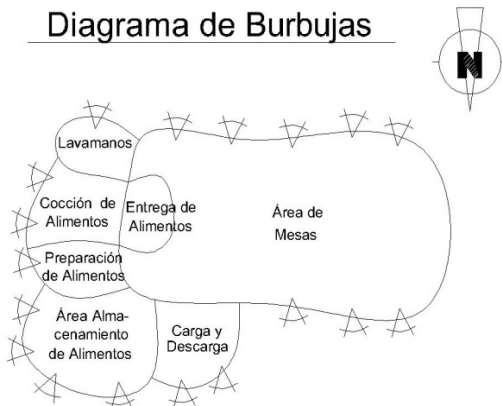 Diagrama de Burbujas
N
Lavamanos
Cocción de
Alimentos
Entrega de
Alimentos
Área de
Mesas
Preparación
de Alimentos
Área Alma-
cenamiento
de Alimentos
Carga y
Descarga